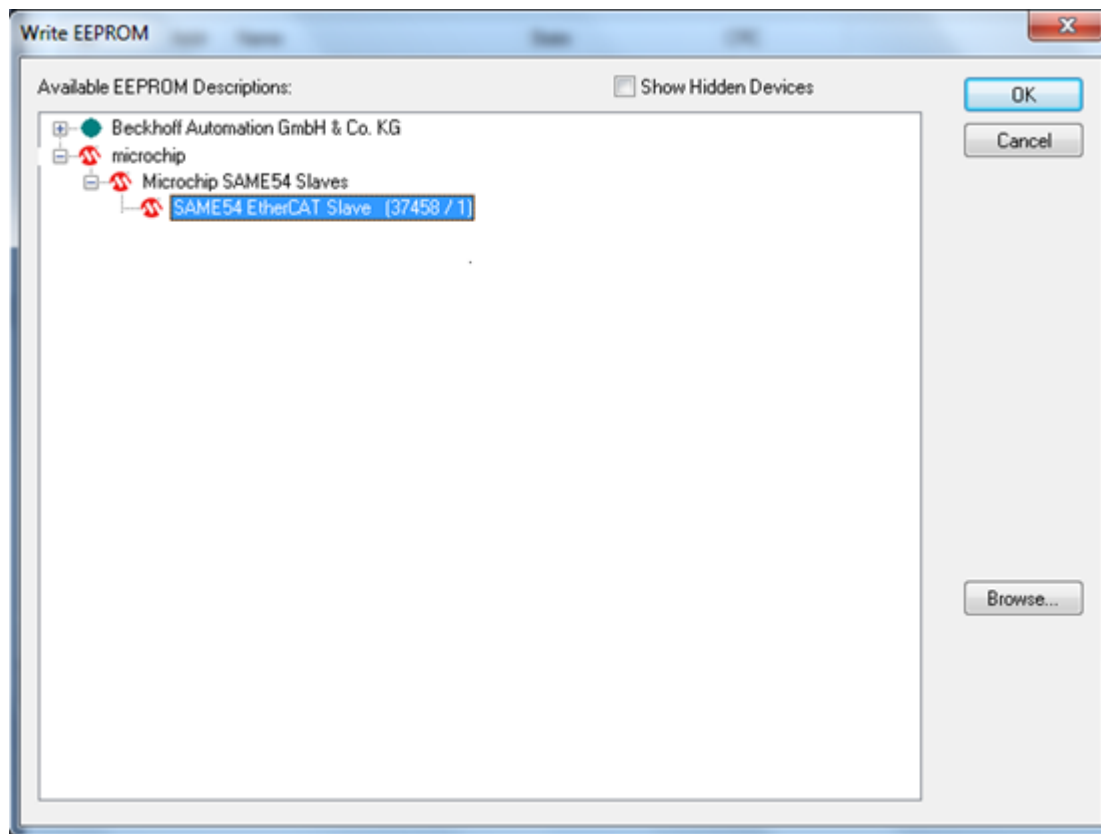 Write EEPROM
Available EEPROM Descriptions:
Show Hidden Devices
OK
Beckhoff Automation GmbH & Co. KG
Cancel
microchip
Microchip SAME54 Slaves
SAME54 EtherCAT Slave (37458 / 1)
Browse...